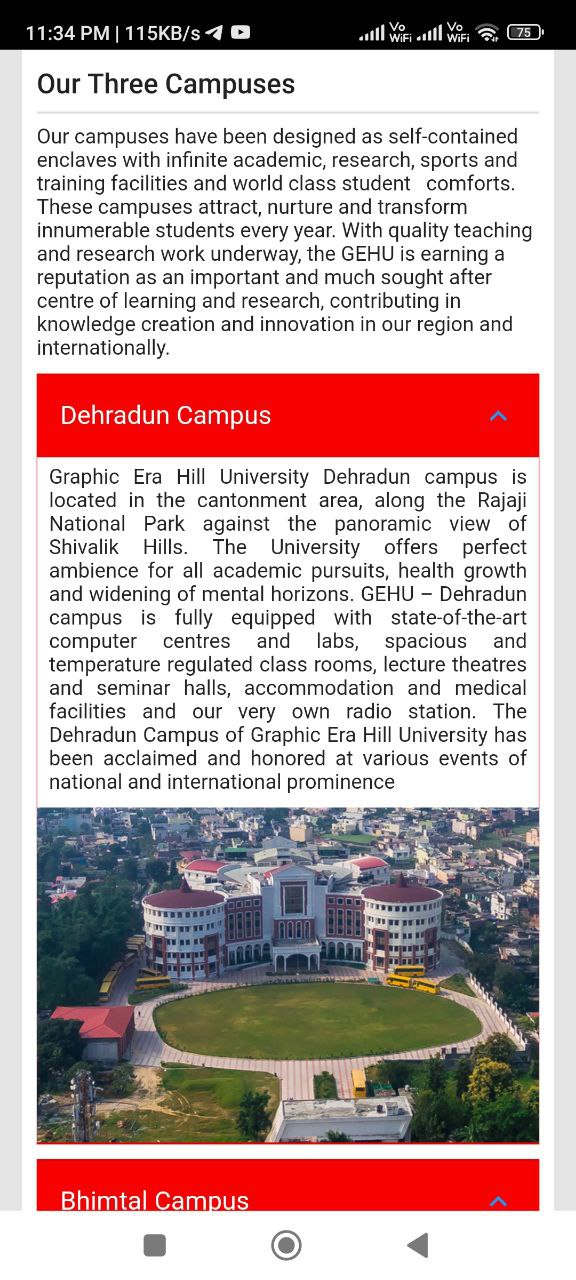 11:34 PM | 115KB/s
Vo WiFi Vo WiFi 75
Our Three Campuses
Our campuses have been designed as self-contained
enclaves with infinite academic, research, sports and
training facilities and world class student comforts.
These campuses attract, nurture and transform
innumerable students every year. With quality teaching
and research work underway, the GEHU is earning a
reputation as an important and much sought after
centre of learning and research, contributing in
knowledge creation and innovation in our region and
internationally.
Dehradun Campus
Graphic Era Hill University Dehradun campus is
located in the cantonment area, along the Rajaji
National Park against the panoramic view of
Shivalik Hills. The University offers perfect
ambience for all academic pursuits, health growth
and widening of mental horizons. GEHU – Dehradun
campus is fully equipped with state-of-the-art
computer centres and labs, spacious and
temperature regulated class rooms, lecture theatres
and seminar halls, accommodation and medical
facilities and our very own radio station. The
Dehradun Campus of Graphic Era Hill University has
been acclaimed and honored at various events of
national and international prominence
Bhimtal Campus